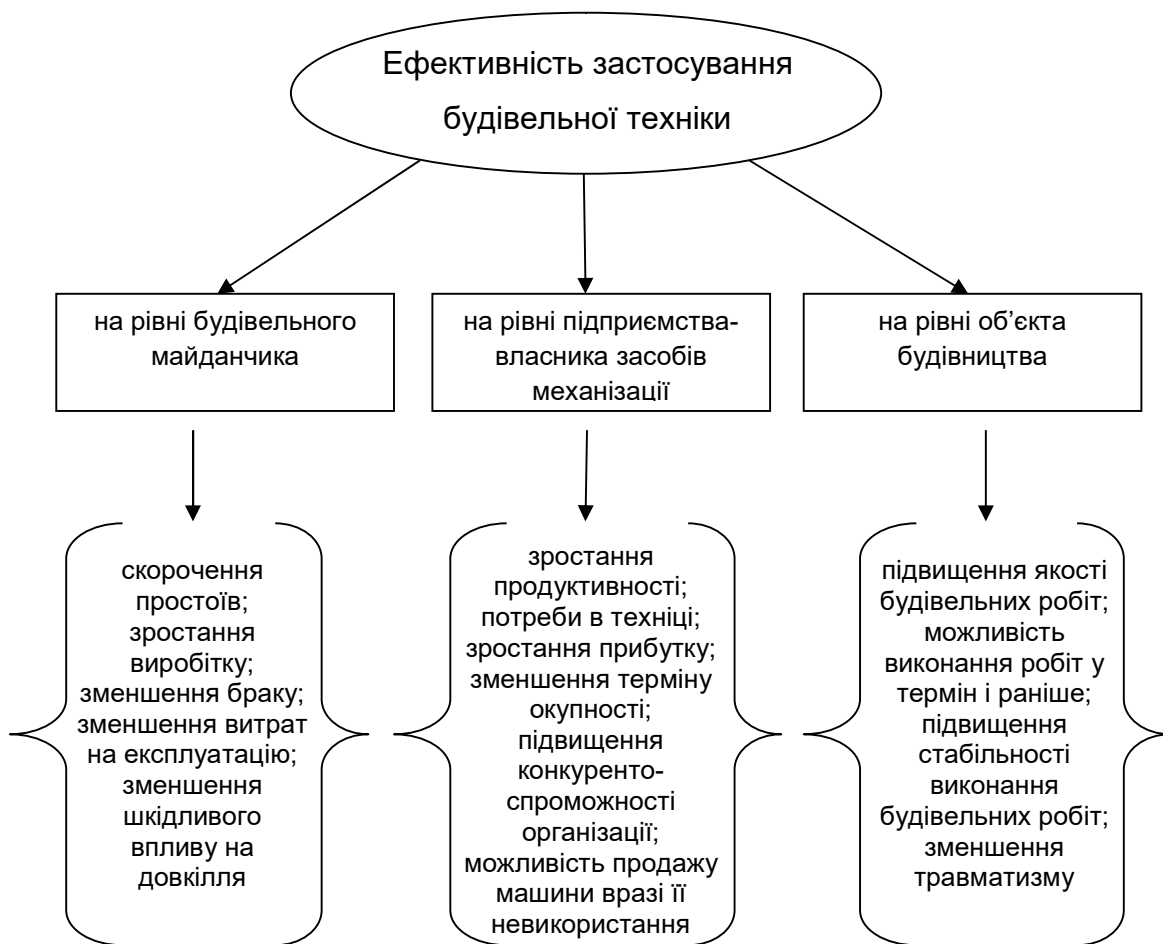 Ефективність застосування
будівельної техніки
на рівні будівельного
майданчика
на рівні підприємства-
власника засобів
механізації
на рівні об’єкта
будівництва
скорочення
простоїв;
зростання
виробітку;
зменшення браку;
зменшення витрат
на експлуатацію;
зменшення
шкідливого
впливу на
довкілля
зростання
продуктивності;
потреби в техніці;
зростання прибутку;
зменшення терміну
окупності;
підвищення
конкуренто-
спроможності
організації;
можливість продажу
машини вразі її
невикористання
підвищення якості
будівельних робіт;
можливість
виконання робіт у
термін і раніше;
підвищення
стабільності
виконання
будівельних робіт;
зменшення
травматизму